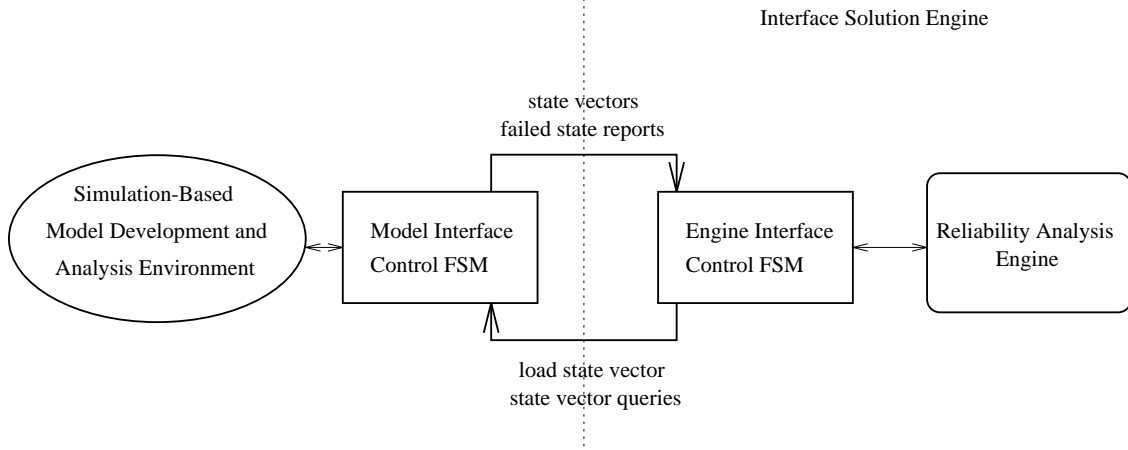 Interface Solution Engine
state vectors
failed state reports
Simulation-Based
Model Development and
Analysis Environment
Model Interface
Control FSM
Engine Interface
Control FSM
Reliability Analysis
Engine
load state vector
state vector queries